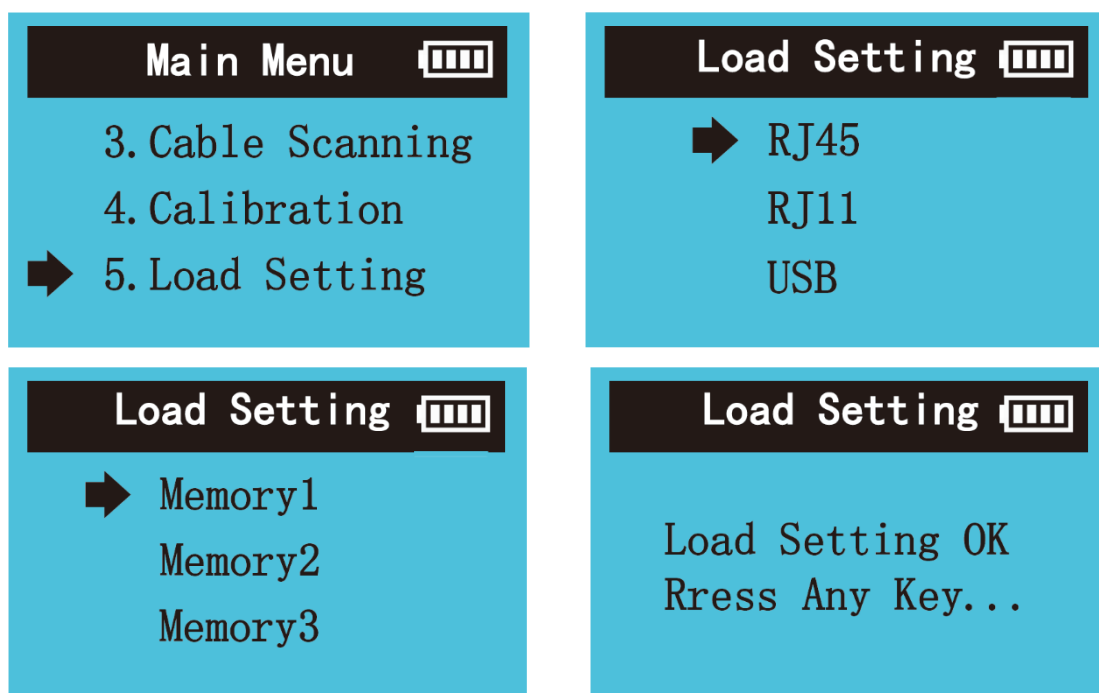 Main Menu
3.Cable Scanning
4.Calibration
5.Load Setting
Load Setting
RJ45
RJ11
USB
Load Setting
Memory1
Memory2
Memory3
Load Setting
Load Setting OK
Rress Any Key...